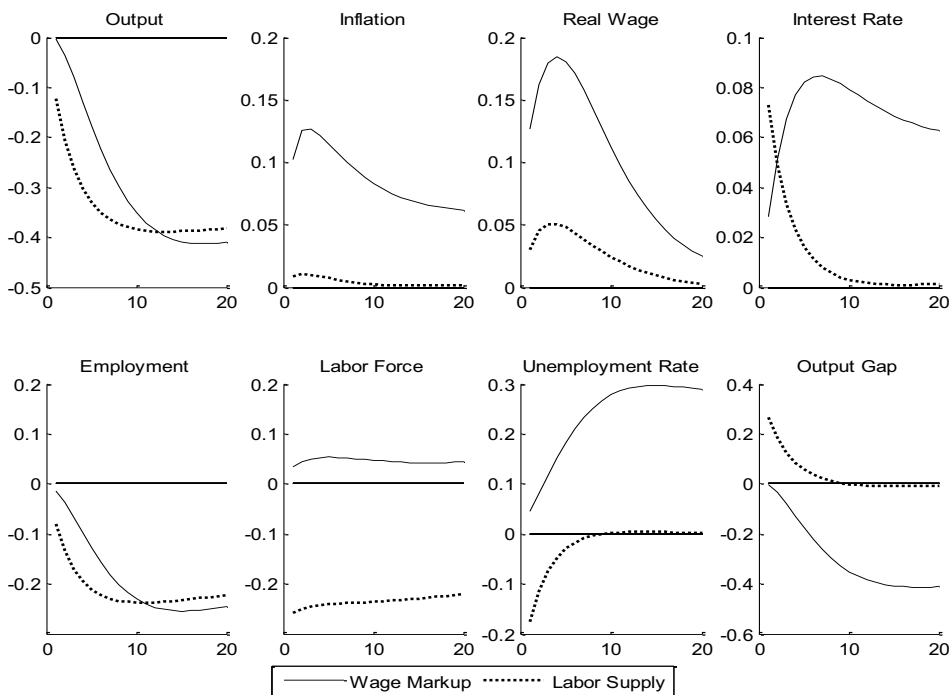 Output Inflation Real Wage Interest Rate
0 0.2 0.2 0.1
-0.1 0.15 0.15 0.08
-0.2 0.1 0.1 0.06
-0.3 0.04
-0.4 0.05 0.05 0.02
-0.5 0 0 0
0 10 20 0 10 20 0 10 20 0 10 20
Employment Labor Force Unemployment Rate Output Gap
0.2 0.2 0.3 0.4
0.1 0.1 0.2 0.2
0.1
0 0 0 0
-0.1 -0.1 -0.2
-0.2 -0.2 -0.1 -0.4
0.2 -0.6
0 10 20 0 10 20 0 10 20 0 10 20
Wage Markup Labor Supply